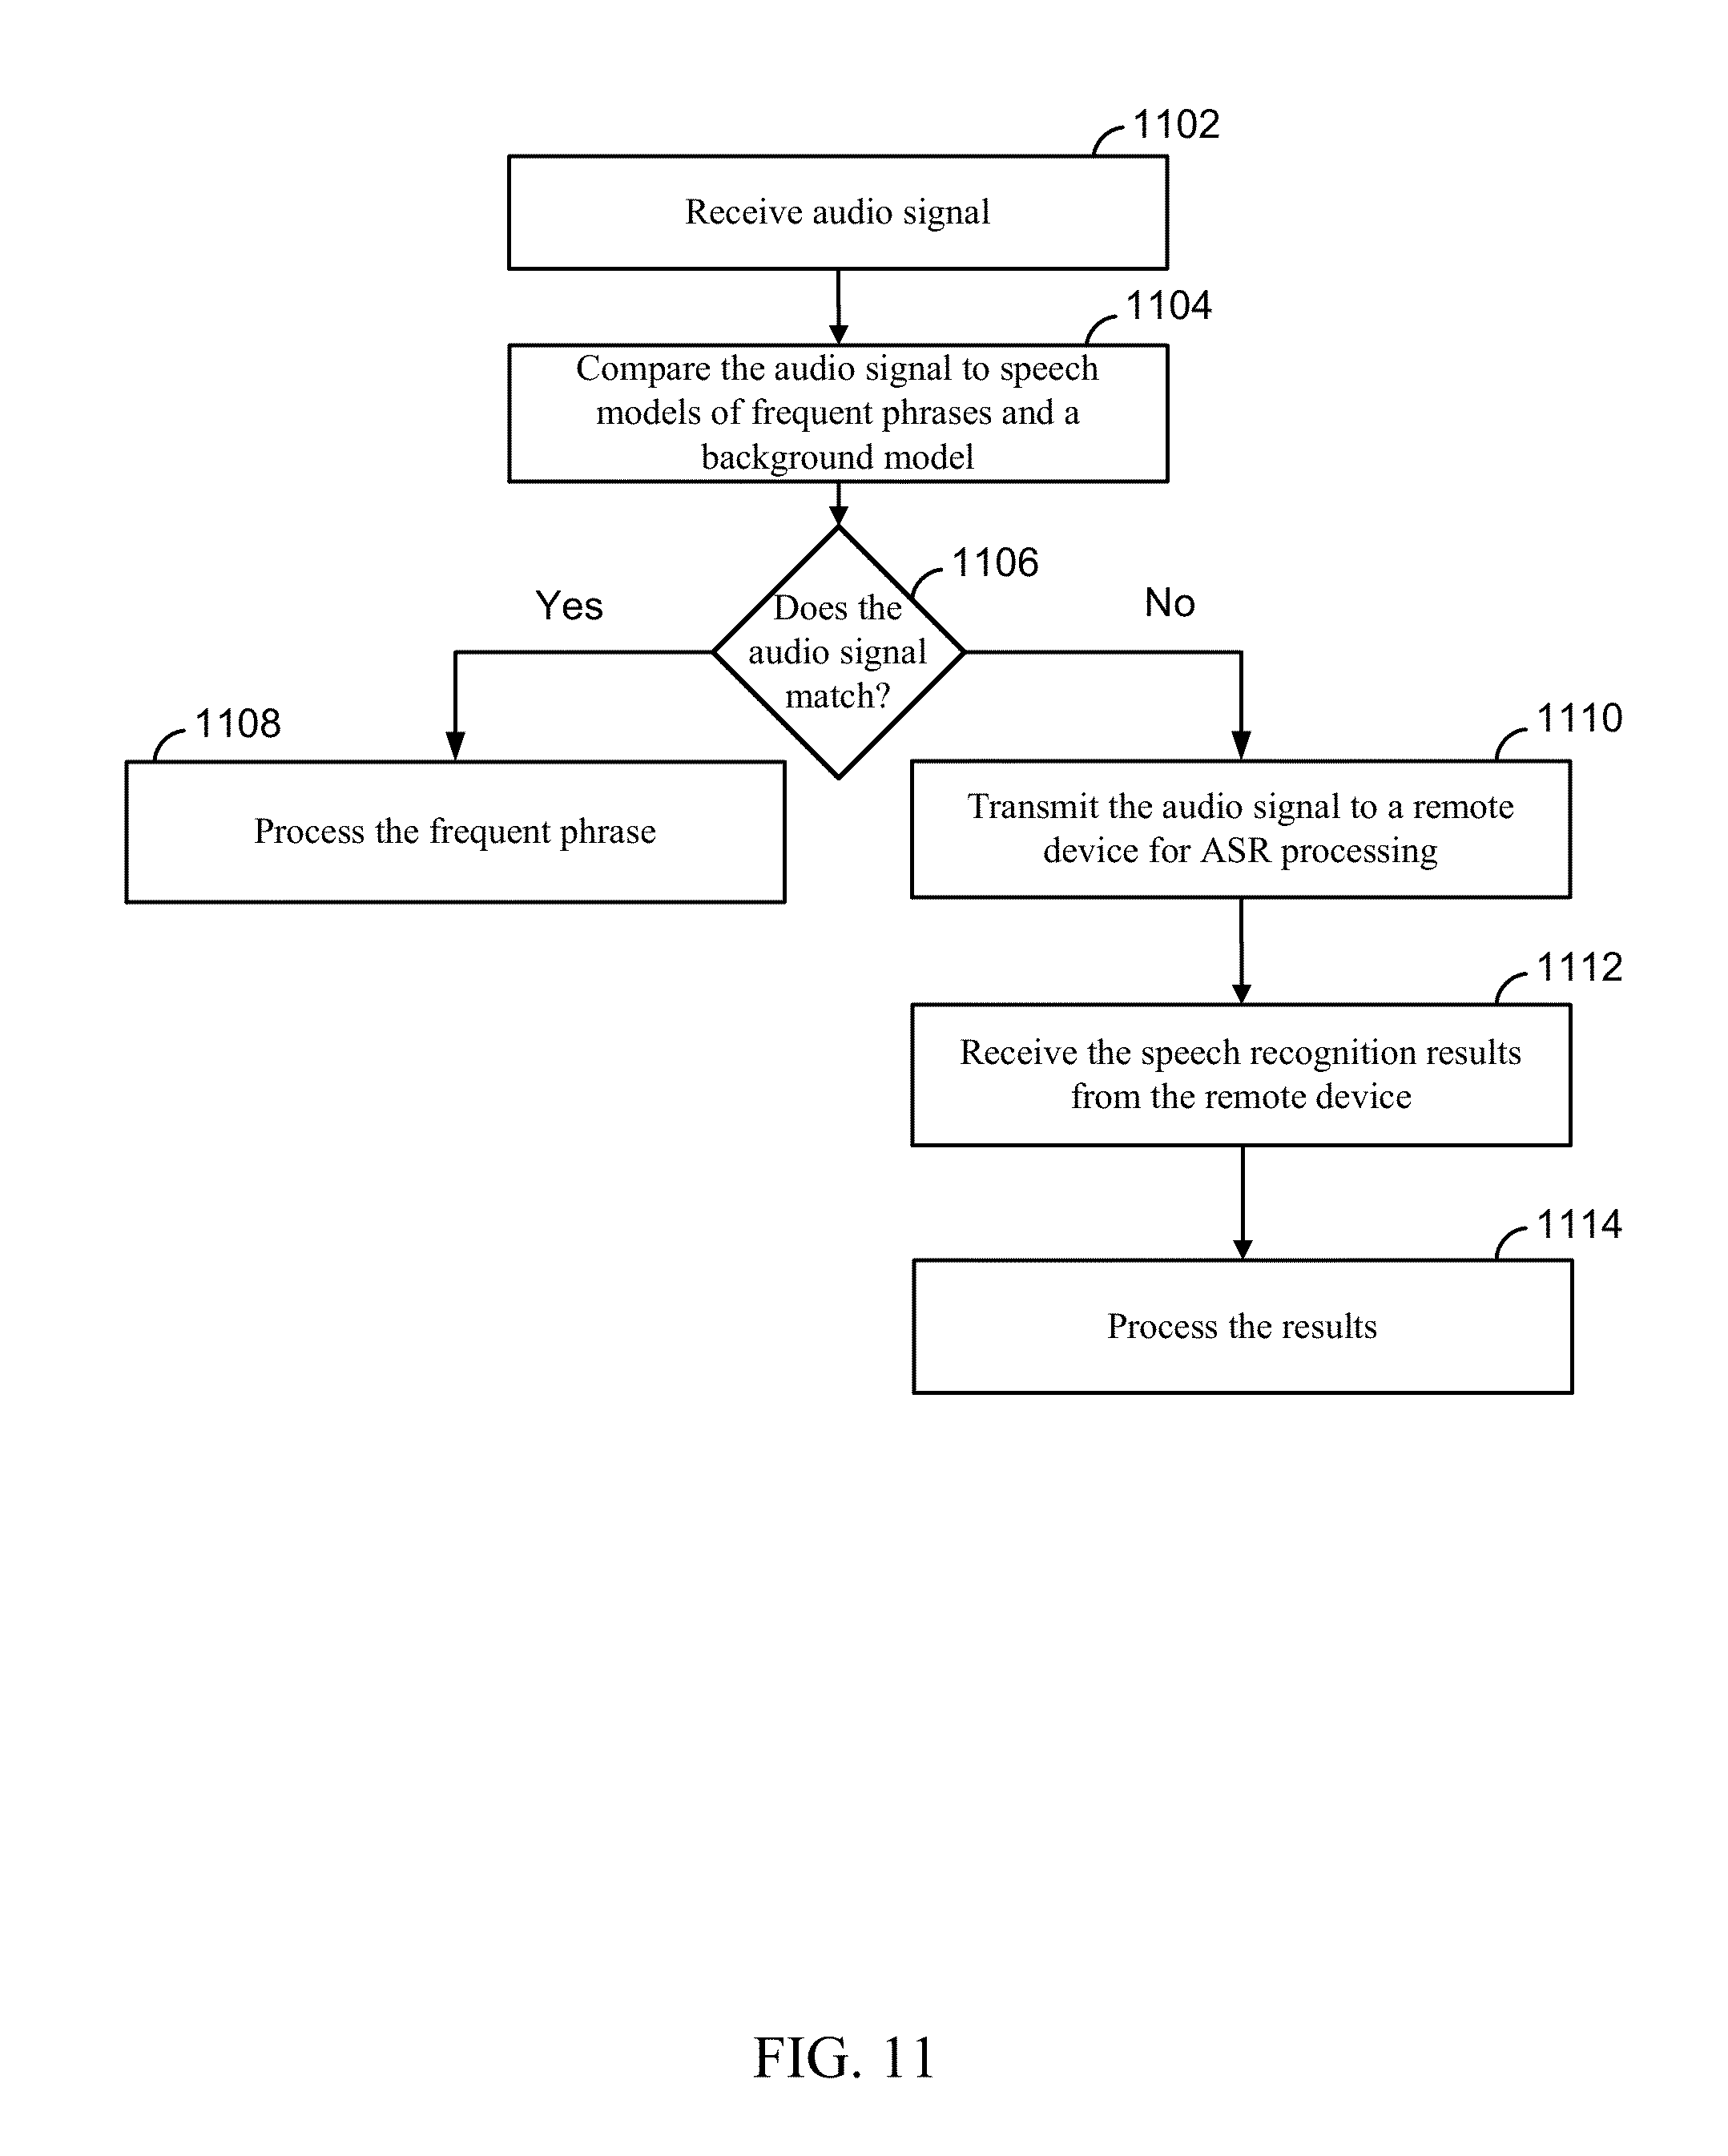 1102
Receive audio signal
1104
Compare the audio signal to speech
models of frequent phrases and a
background model
1106
Yes
No
Does the
audio signal
match?
1108
Process the frequent phrase
1110
Transmit the audio signal to a remote
device for ASR processing
1112
Receive the speech recognition results
from the remote device
1114
Process the results
FIG. 11